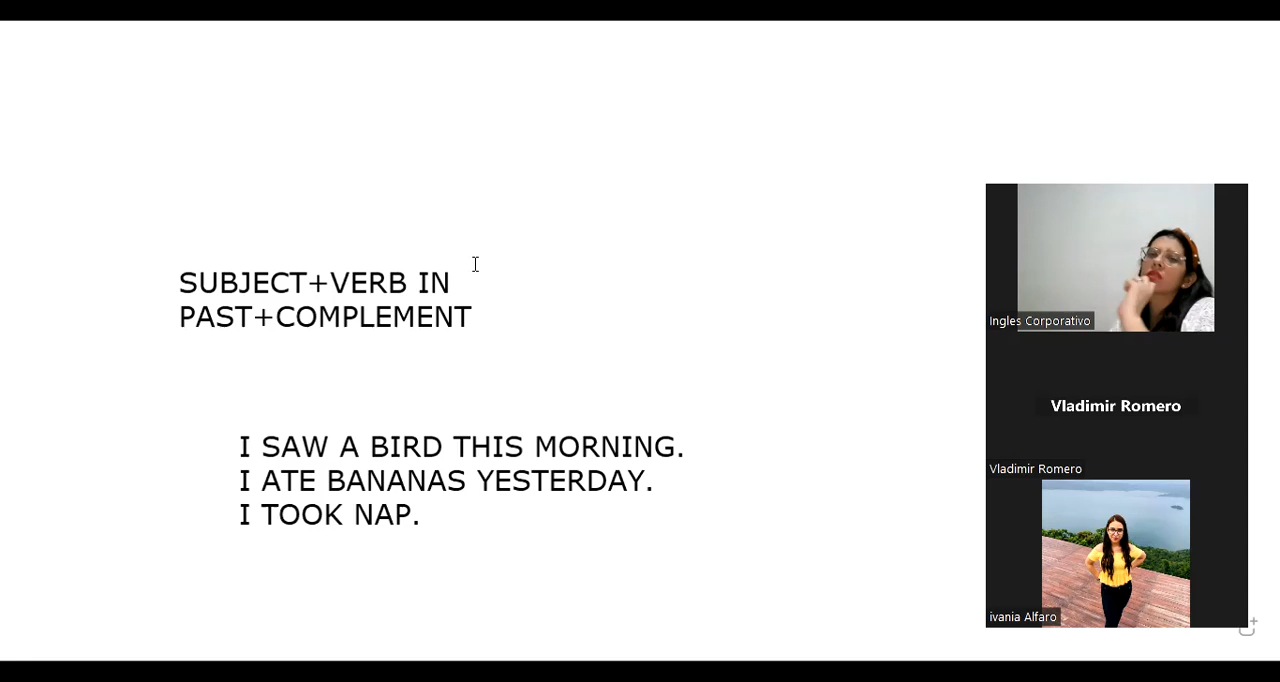 SUBJECT+VERB IN
PAST+COMPLEMENT
I SAW A BIRD THIS MORNING.
I ATE BANANAS YESTERDAY.
I TOOK NAP.
Ingles Corporativo
Vladimir Romero
Vladimir Romero
ivania Alfaro